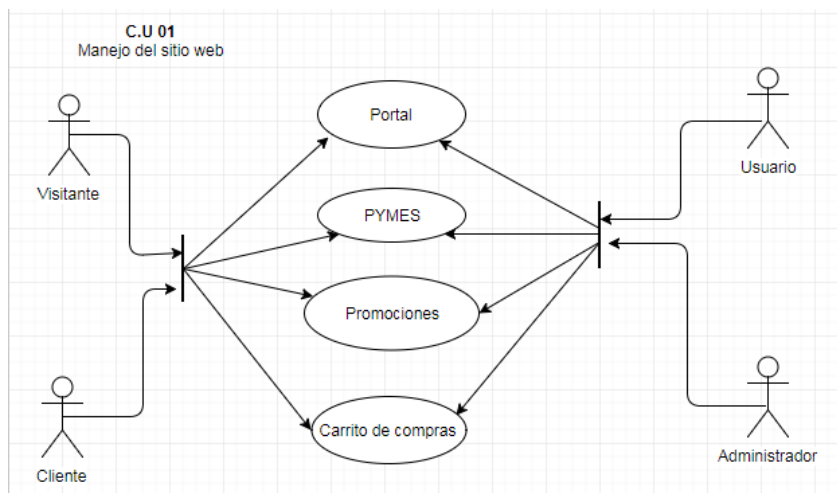 C.U 01
Manejo del sitio web
Portal
Visitante
Usuario
PYMES
Promociones
Carrito de compras
Cliente
Administrador